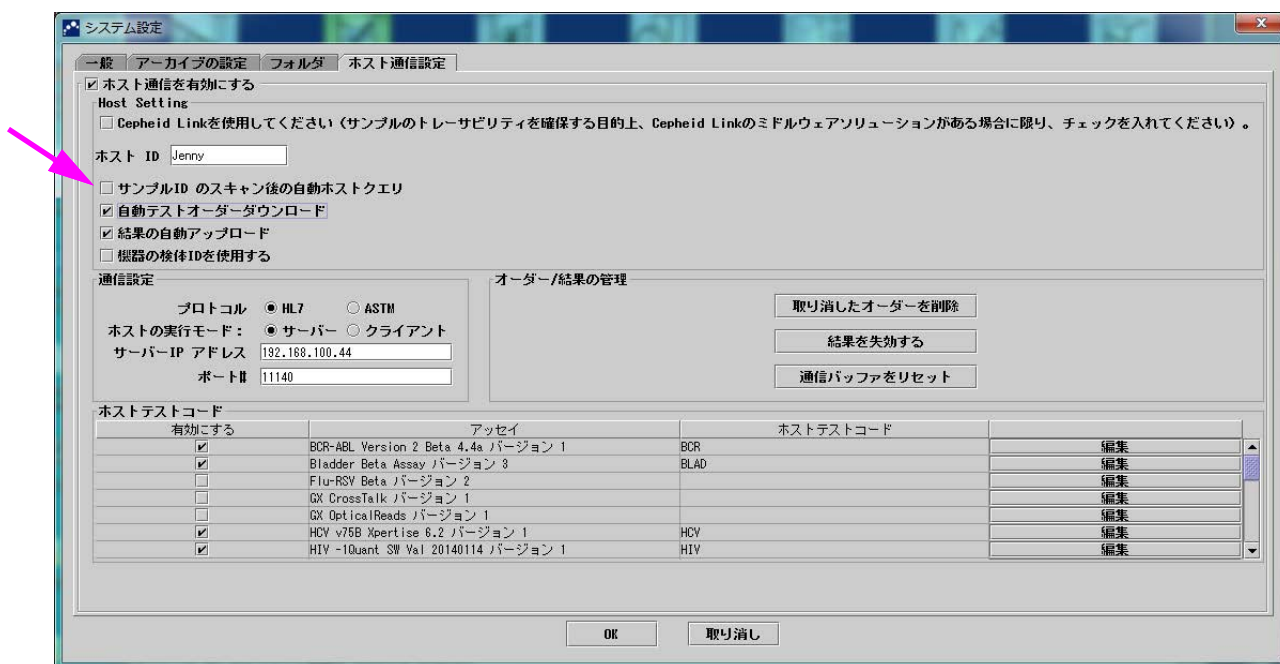 システム設定
一般 アーカイブの設定 フォルダ ホスト通信設定
ホスト通信を有効にする
Host Setting
Cepheid Linkを使用してください（サンプルのトレーサビリティを確保する目的上、Cepheid Linkのミドルウェアソリューションがある場合に限り、チェックを入れてください）。
ホスト ID Jenny
サンプルID のスキャン後の自動ホストクエリ
自動テストオーダーダウンロード
結果の自動アップロード
機器の検体IDを使用する
通信設定
プロトコル HL7 ASTM
ホストの実行モード： サーバー クライアント
サーバーIP アドレス 192.168.100.44
ポート# 11140
オーダー/結果の管理
取り消したオーダーを削除
結果を失効する
通信バッファをリセット
ホストテストコード
有効にする アッセイ ホストテストコード
BCR-ABL Version 2 Beta 4.4a バージョン 1 BCR 編集
Bladder Beta Assay バージョン 3 BLAD 編集
Flu-RSV Beta バージョン 2 編集
GX CrossTalk バージョン 1 編集
GX OpticalReads バージョン 1 編集
HCV v75B Xpertise 6.2 バージョン 1 HCV 編集
HIV -1Quant SW Val 20140114 バージョン 1 HIV 編集
OK 取り消し